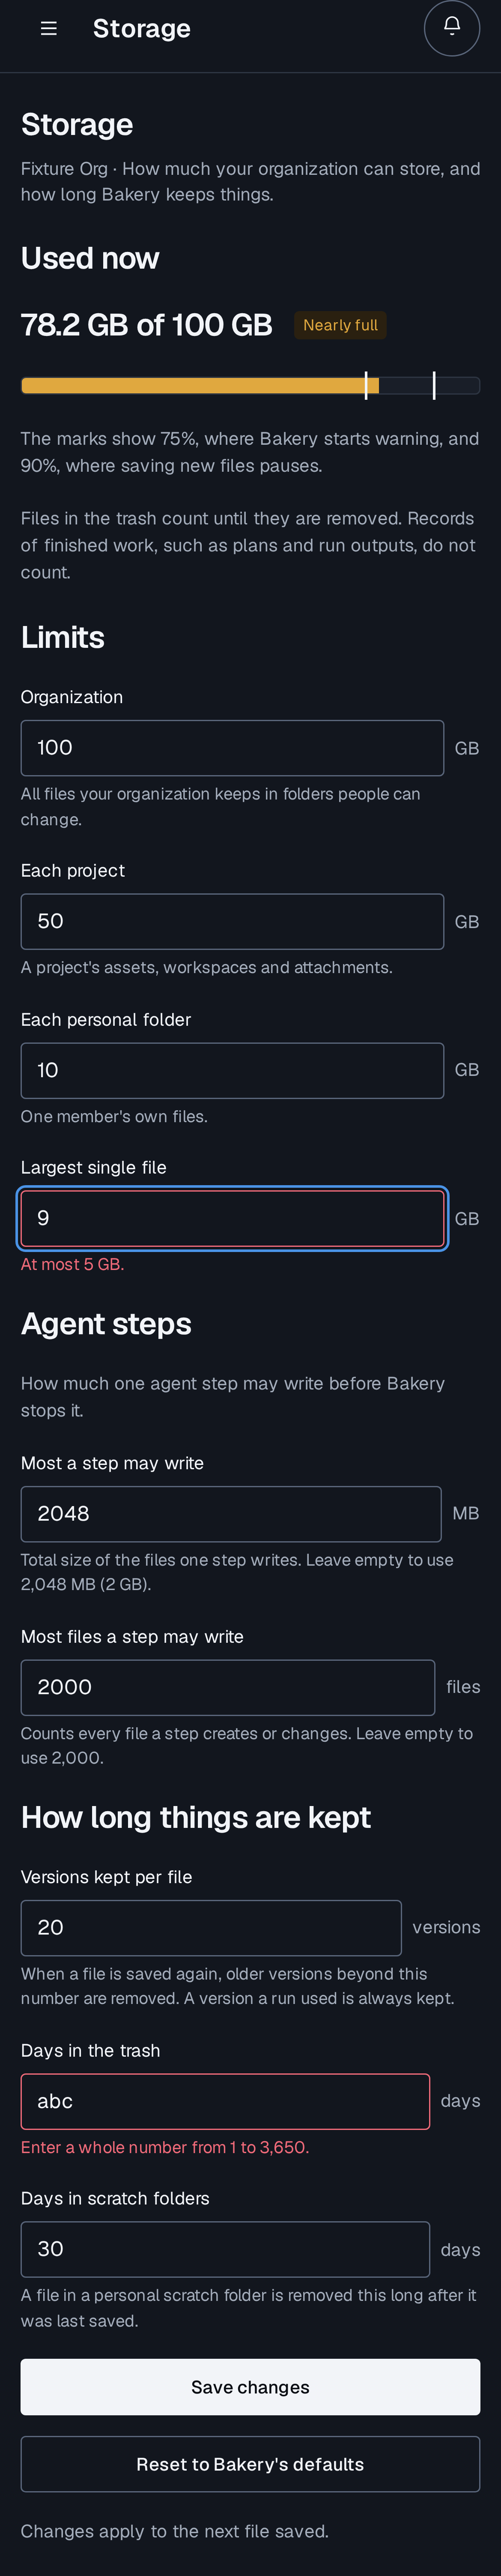 Storage
Storage
Fixture Org · How much your organization can store, and
how long Bakery keeps things.
Used now
78.2 GB of 100 GB
Nearly full
The marks show 75%, where Bakery starts warning, and
90%, where saving new files pauses.
Files in the trash count until they are removed. Records
of finished work, such as plans and run outputs, do not
count.
Limits
Organization
100
GB
All files your organization keeps in folders people can
change.
Each project
50
GB
A project's assets, workspaces and attachments.
Each personal folder
10
GB
One member's own files.
Largest single file
9
GB
At most 5 GB.
Agent steps
How much one agent step may write before Bakery
stops it.
Most a step may write
2048
MB
Total size of the files one step writes. Leave empty to use
2,048 MB (2 GB).
Most files a step may write
2000
files
Counts every file a step creates or changes. Leave empty to
use 2,000.
How long things are kept
Versions kept per file
20
versions
When a file is saved again, older versions beyond this
number are removed. A version a run used is always kept.
Days in the trash
abc
days
Enter a whole number from 1 to 3,650.
Days in scratch folders
30
days
A file in a personal scratch folder is removed this long after it
was last saved.
Save changes
Reset to Bakery's defaults
Changes apply to the next file saved.